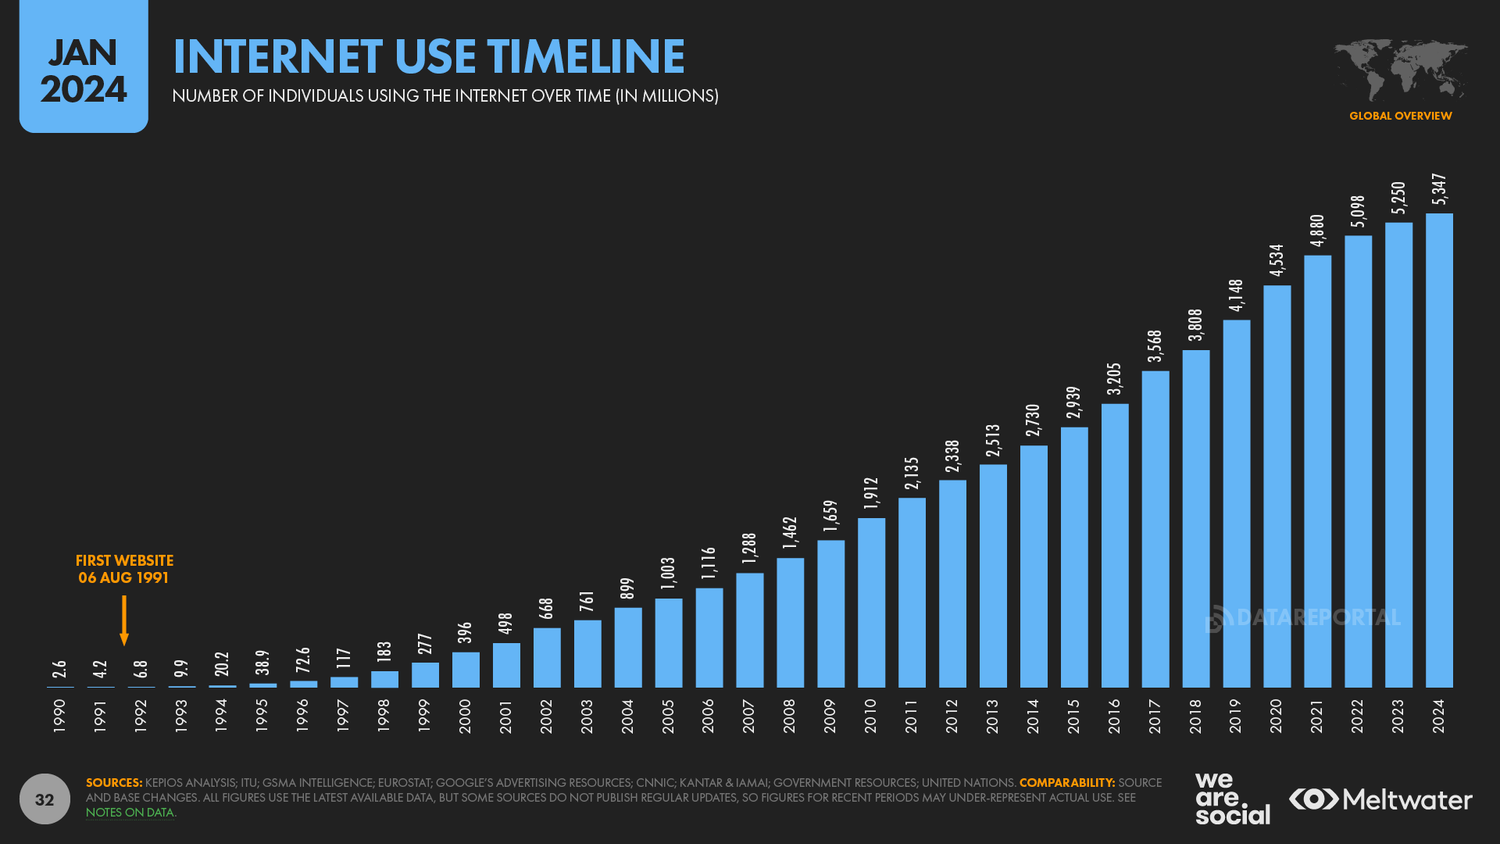 JAN
2024
INTERNET USE TIMELINE
NUMBER OF INDIVIDUALS USING THE INTERNET OVER TIME (IN MILLIONS)
GLOBAL OVERVIEW
FIRST WEBSITE
06 AUG 1991
2.6 4.2 6.8 9.9 20.2 38.9 72.6 117 183 277 396 498 668 761 899 1,003 1,116 1,288 1,462 1,659 1,912 2,135 2,338 2,513 2,730 2,939 3,205 3,568 3,808 4,148 4,534 4,880 5,098 5,250 5,347
DATAREPORTAL
1990 1991 1992 1993 1994 1995 1996 1997 1998 1999 2000 2001 2002 2003 2004 2005 2006 2007 2008 2009 2010 2011 2012 2013 2014 2015 2016 2017 2018 2019 2020 2021 2022 2023 2024
32
SOURCES: KEPIOS ANALYSIS; ITU; GSMA INTELLIGENCE; EUROSTAT; GOOGLE'S ADVERTISING RESOURCES; CNNIC; KANTAR & IAMAI; GOVERNMENT RESOURCES; UNITED NATIONS. COMPARABILITY: SOURCE
AND BASE CHANGES. ALL FIGURES USE THE LATEST AVAILABLE DATA, BUT SOME SOURCES DO NOT PUBLISH REGULAR UPDATES, SO FIGURES FOR RECENT PERIODS MAY UNDER-REPRESENT ACTUAL USE. SEE
NOTES ON DATA.
we
are
social
Meltwater